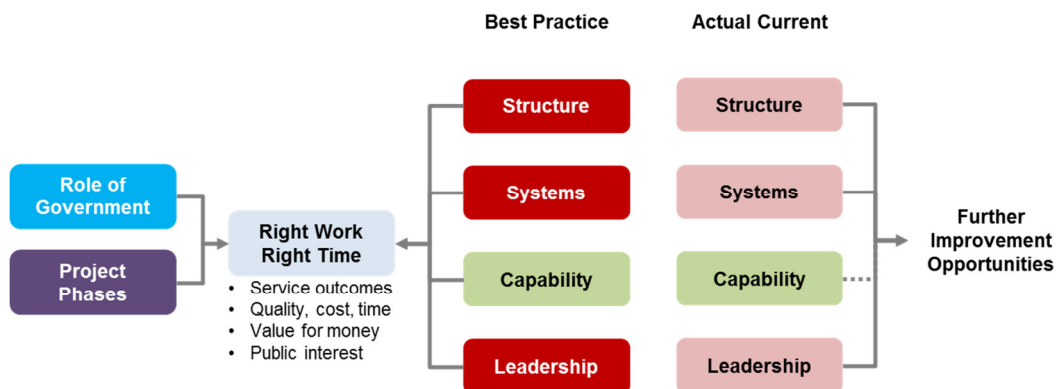 Best Practice
Actual Current
Structure
Structure
Role of
Government
Systems
Systems
Right Work
Right Time
Further
Improvement
Opportunities
Project
Phases
Capability
Capability
• Service outcomes
• Quality, cost, time
• Value for money
• Public interest
Leadership
Leadership